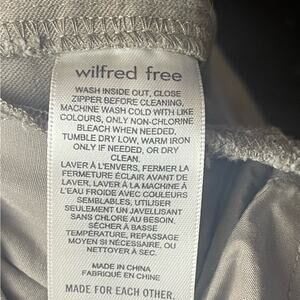 wilfred free
WASH INSIDE OUT, CLOSE
ZIPPER BEFORE CLEANING,
MACHINE WASH COLD WITH LIKE
COLOURS, ONLY NON-CHLORINE
BLEACH WHEN NEEDED,
TUMBLE DRY LOW, WARM IRON
ONLY IF NEEDED, OR DRY
CLEAN.
LAVER À L'ENVERS, FERMER LA
FERMETURE ÉCLAIR AVANT DE
LAVER, LAVER À LA MACHINE À
L'EAU FROIDE AVEC COULEURS
SEMBLABLES, UTILISER
SEULEMENT UN JAVELLISANT
SANS CHLORE AU BESOIN,
SÉCHER À BASSE
TEMPÉRATURE, REPASSAGE
MOYEN SI NÉCESSAIRE, OU
NETTOYER À SEC.
MADE IN CHINA
FABRIQUÉ EN CHINE
MADE FOR EACH OTHER